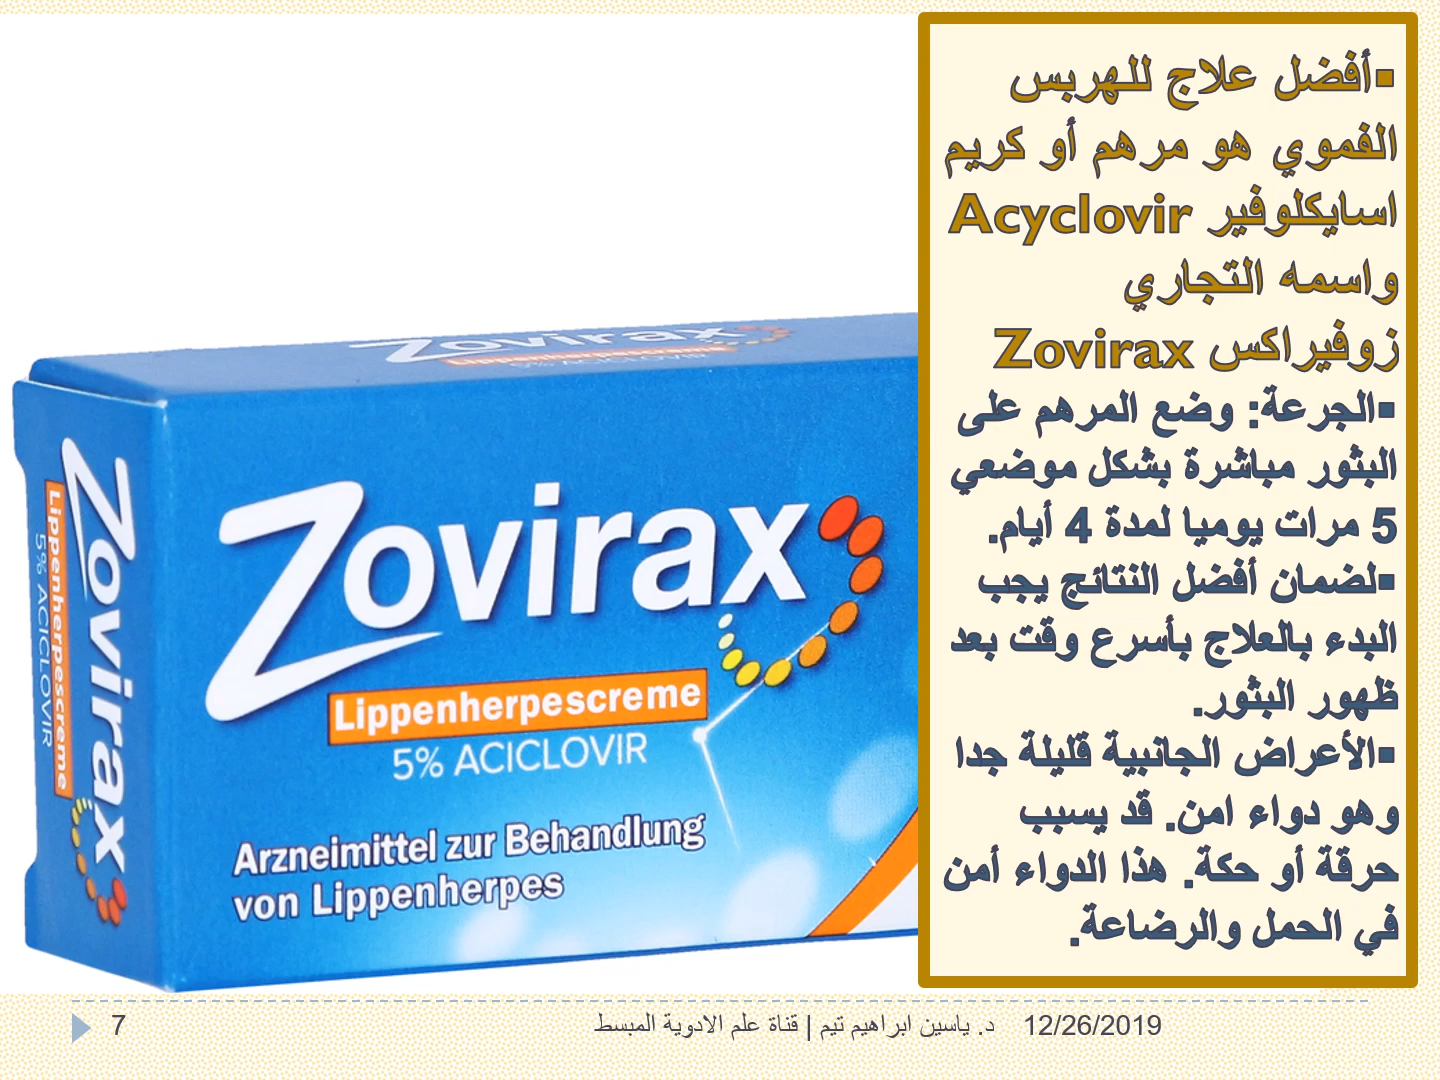 ▪أفضل علاج للهربس
الفموي هو مرهم أو كريم
اسايكلوفير Acyclovir
واسمه التجاري
زوفيراكس Zovirax
▪الجرعة: وضع المرهم على
البثور مباشرة بشكل موضعي
5 مرات يوميا لمدة 4 أيام.
▪لضمان أفضل النتائج يجب
البدء بالعلاج بأسرع وقت بعد
ظهور البثور.
▪الأعراض الجانبية قليلة جدا
وهو دواء امن. قد يسبب
حرقة أو حكة. هذا الدواء أمن
في الحمل والرضاعة.
Zovirax
Lippenherpescreme
5% ACICLOVIR
Zovirax
Lippenherpescreme
5% ACICLOVIR
Zovirax
Lippenherpescreme
5% ACICLOVIR
Arzneimittel zur Behandlung
von Lippenherpes
7
د. ياسين ابراهيم تيم | قناة علم الادوية المبسط
12/26/2019